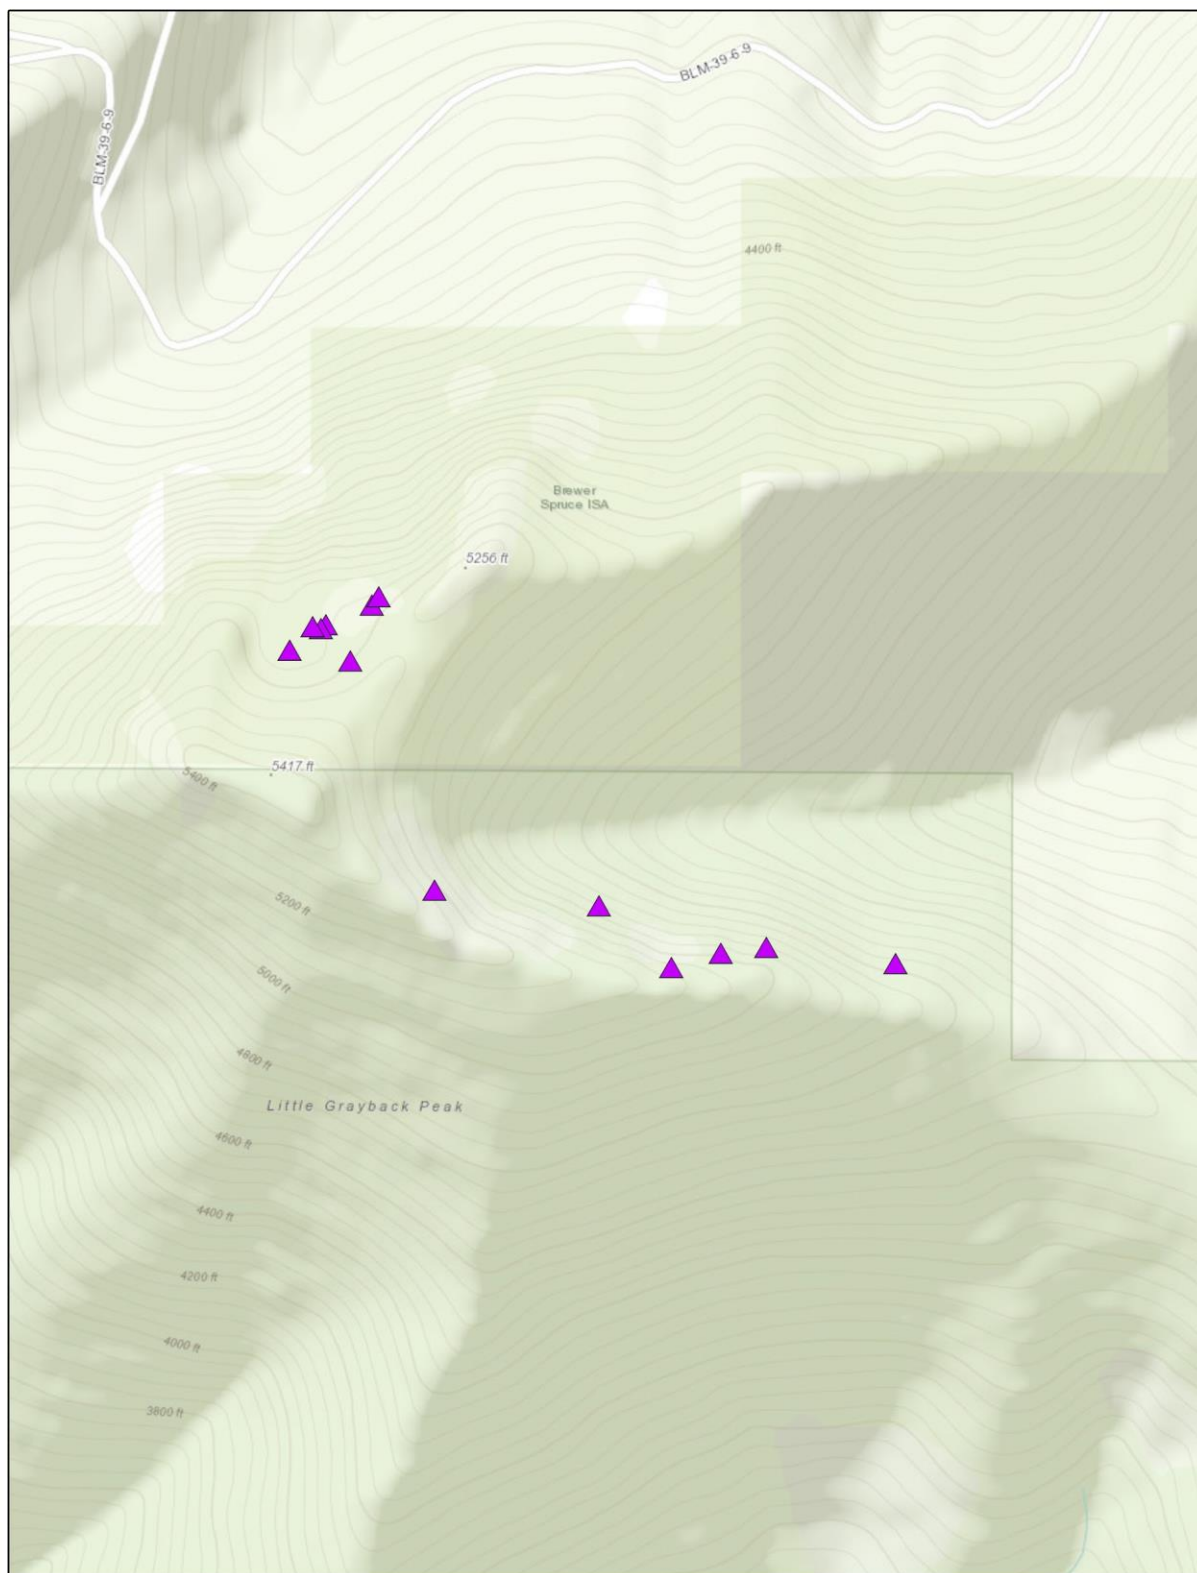 BLM-39-6-9
BLM-39-6-9
4400 ft
Brewer
Spruce ISA
5256 ft
5417 ft
5400 ft
5200 ft
5000 ft
4800 ft
Little Grayback Peak
4600 ft
4400 ft
4200 ft
4000 ft
3800 ft